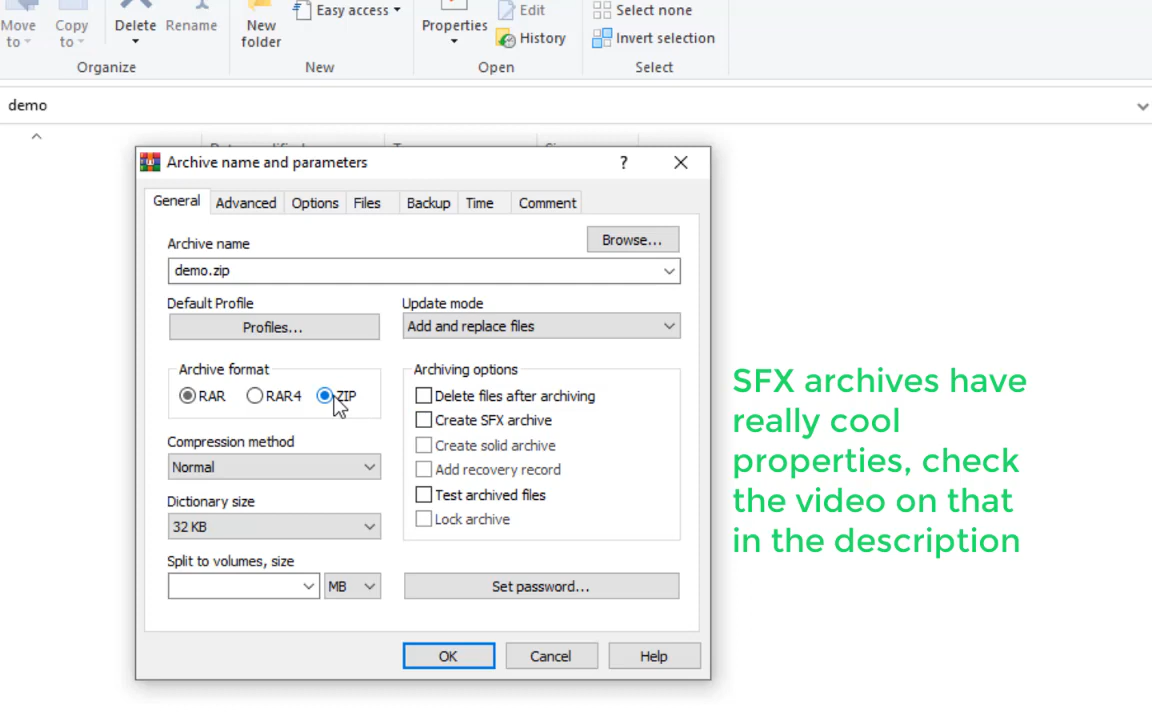 Move to
Copy to
Delete
Rename
New folder
Easy access
Properties
Edit
History
Select none
Invert selection
Organize
New
Open
Select
demo
Archive name and parameters
?
General
Advanced
Options
Files
Backup
Time
Comment
Archive name
Browse...
demo.zip
Default Profile
Update mode
Profiles...
Add and replace files
Archive format
RAR
RAR4
ZIP
Archiving options
Delete files after archiving
Create SFX archive
Create solid archive
Add recovery record
Test archived files
Lock archive
Compression method
Normal
Dictionary size
32 KB
Split to volumes, size
MB
Set password...
OK
Cancel
Help
SFX archives have
really cool
properties, check
the video on that
in the description